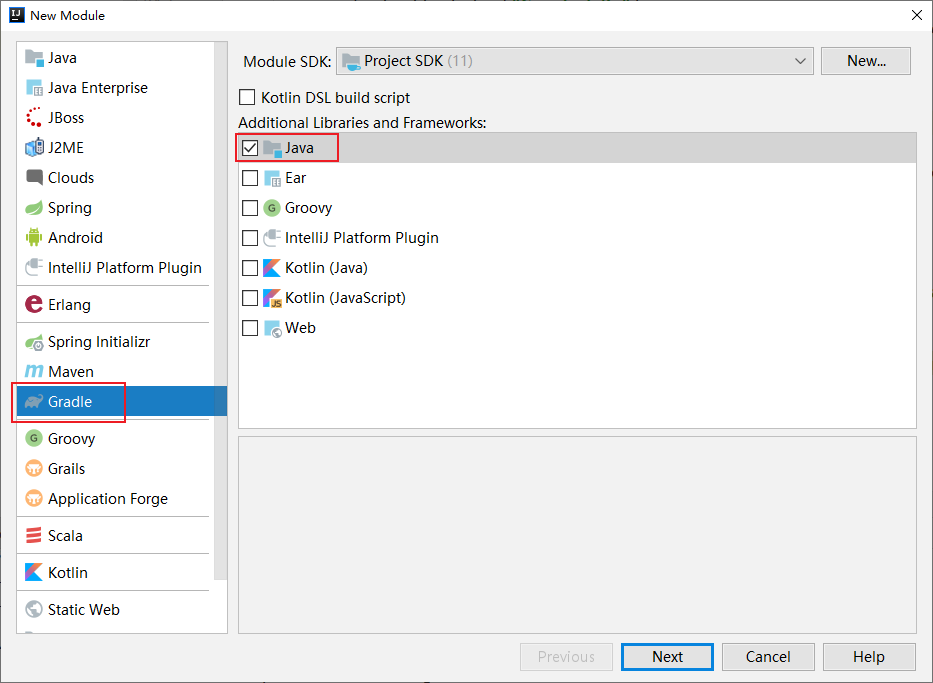 New Module
Java
Java Enterprise
JBoss
J2ME
Clouds
Spring
Android
IntelliJ Platform Plugin
Erlang
Spring Initializr
Maven
Gradle
Groovy
Grails
Application Forge
Scala
Kotlin
Static Web
Module SDK: Project SDK (11) New...
Kotlin DSL build script
Additional Libraries and Frameworks:
Java
Ear
Groovy
IntelliJ Platform Plugin
Kotlin (Java)
Kotlin (JavaScript)
Web
Previous Next Cancel Help